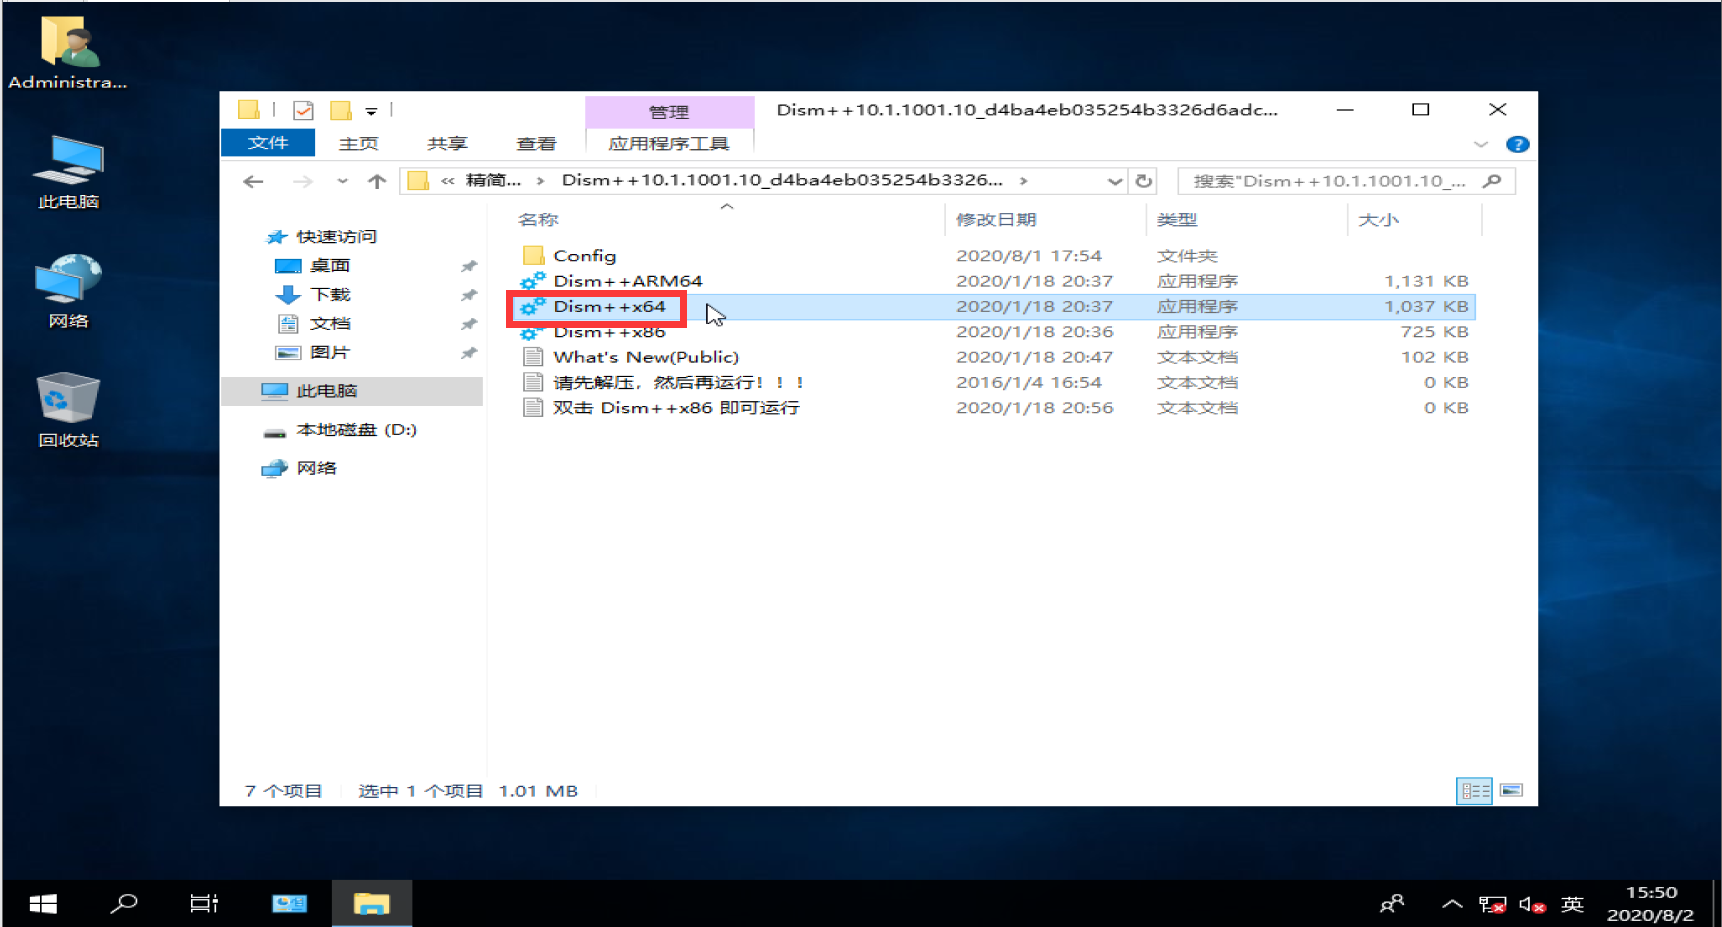 Administra...
此电脑
网络
回收站
管理
Dism++10.1.1001.10_d4ba4eb035254b3326d6adc...
文件
主页
共享
查看
应用程序工具
?
« 精简... › Dism++10.1.1001.10_d4ba4eb035254b3326... ›
搜索"Dism++10.1.1001.10_...
快速访问
桌面
下载
文档
图片
此电脑
本地磁盘 (D:)
网络
名称 修改日期 类型 大小
Config 2020/8/1 17:54 文件夹
Dism++ARM64 2020/1/18 20:37 应用程序 1,131 KB
Dism++x64 2020/1/18 20:37 应用程序 1,037 KB
Dism++x86 2020/1/18 20:36 应用程序 725 KB
What's New(Public) 2020/1/18 20:47 文本文档 102 KB
请先解压，然后再运行！！！ 2016/1/4 16:54 文本文档 0 KB
双击 Dism++x86 即可运行 2020/1/18 20:56 文本文档 0 KB
7 个项目 选中 1 个项目 1.01 MB
英
15:50
2020/8/2